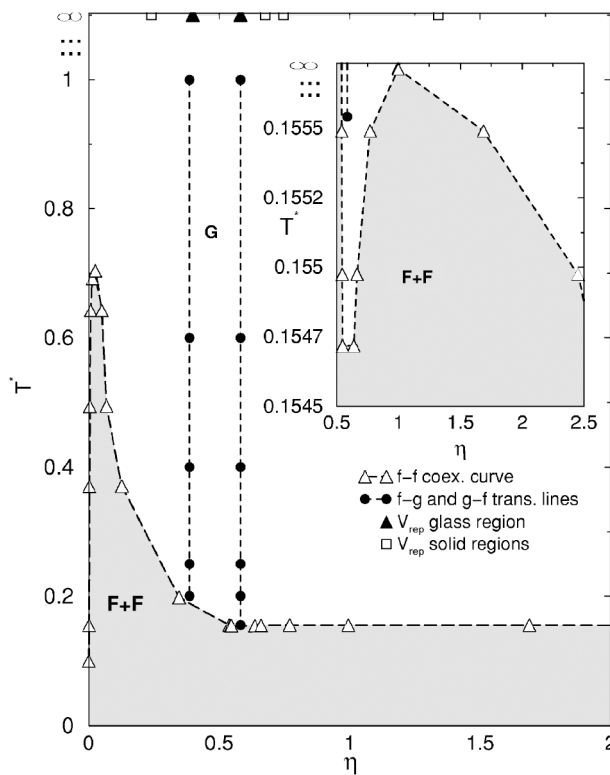 ∞
1
0.8
0.6
0.4
0.2
0
T*
G
F+F
0 0.5 1 1.5 2
η
∞
0.1555
0.1552
0.155
0.1547
0.1545
T*
F+F
0.5 1 1.5 2 2.5
η
f-f coex. curve
f-g and g-f trans. lines
V_rep glass region
V_rep solid regions